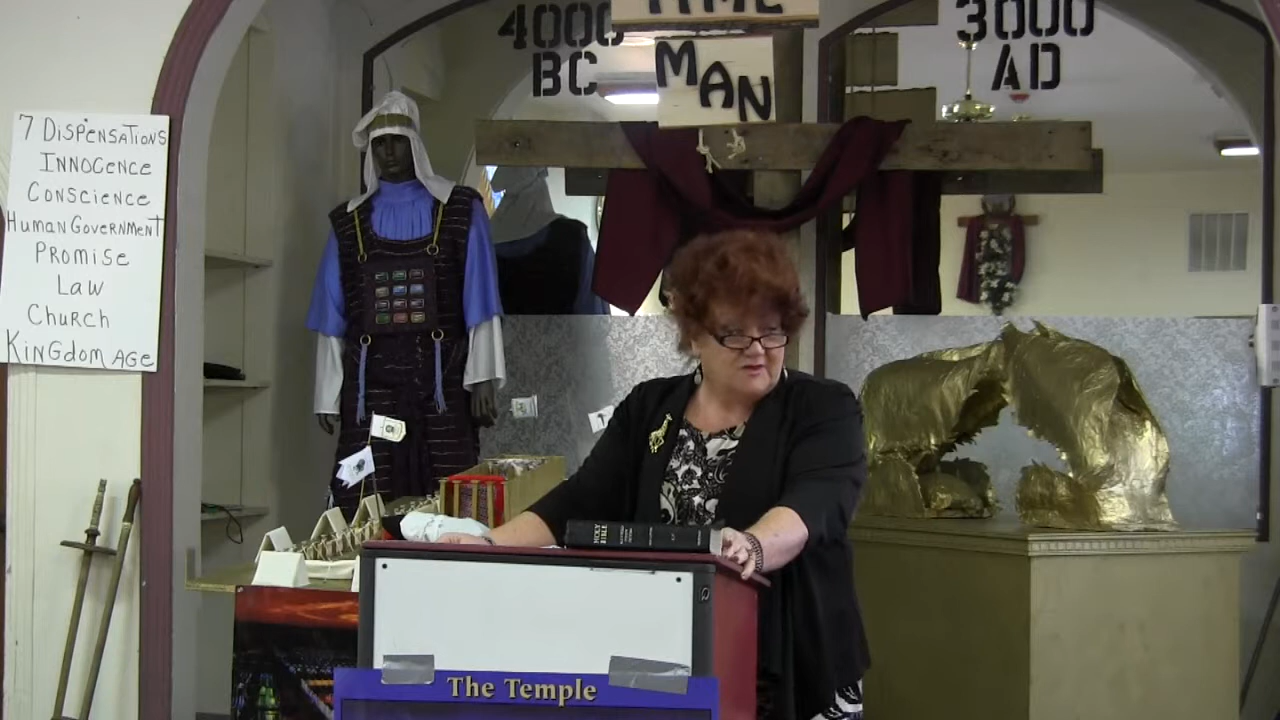 7 DISPENSATIONS
INNOCENCE
CONSCIENCE
HUMAN GOVERNMENT
PROMISE
LAW
CHURCH
KINGDOM AGE
4000
BC
TIME
MAN
3000
AD
HOLY
BIBLE
The Temple